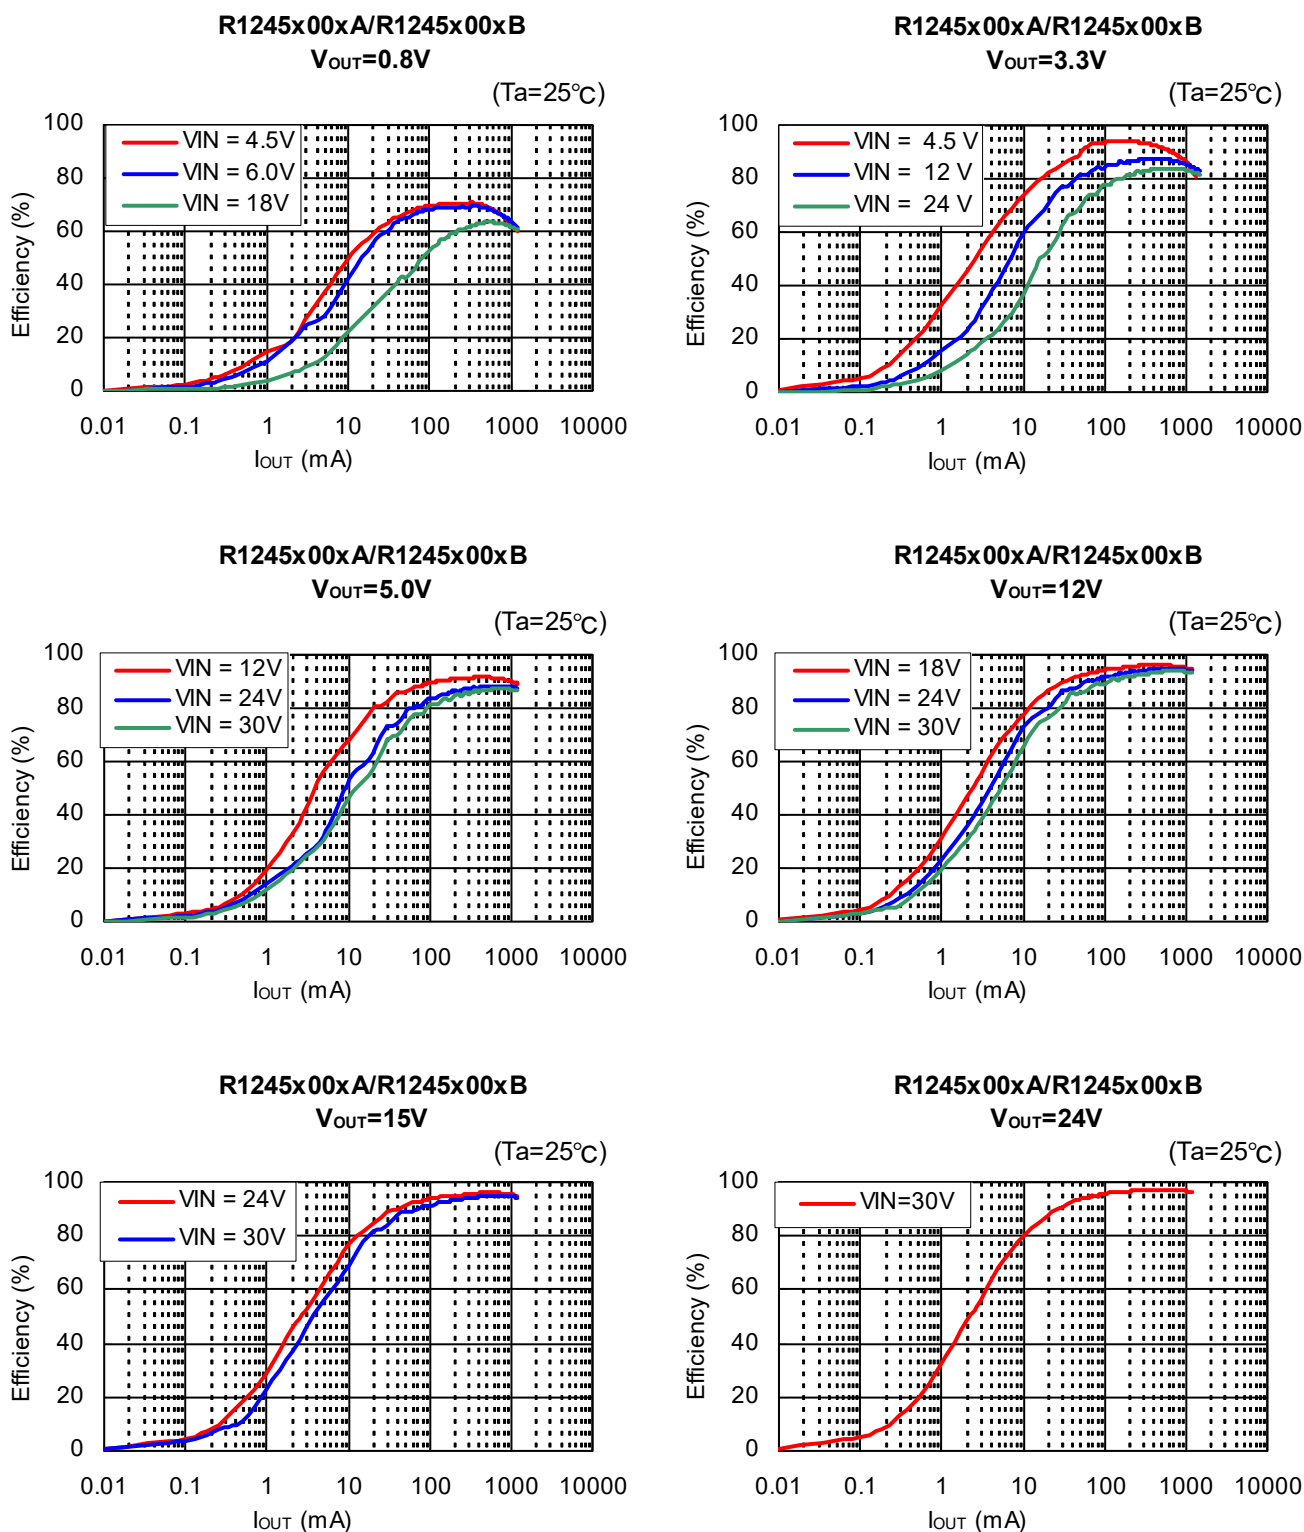 R1245x00xA/R1245x00xB
VOUT=0.8V
(Ta=25℃)
Efficiency (%)
100
80
60
40
20
0
VIN = 4.5V
VIN = 6.0V
VIN = 18V
0.01 0.1 1 10 100 1000 10000
IOUT (mA)
R1245x00xA/R1245x00xB
VOUT=3.3V
(Ta=25℃)
Efficiency (%)
100
80
60
40
20
0
VIN = 4.5 V
VIN = 12 V
VIN = 24 V
0.01 0.1 1 10 100 1000 10000
IOUT (mA)
R1245x00xA/R1245x00xB
VOUT=5.0V
(Ta=25℃)
Efficiency (%)
100
80
60
40
20
0
VIN = 12V
VIN = 24V
VIN = 30V
0.01 0.1 1 10 100 1000 10000
IOUT (mA)
R1245x00xA/R1245x00xB
VOUT=12V
(Ta=25℃)
Efficiency (%)
100
80
60
40
20
0
VIN = 18V
VIN = 24V
VIN = 30V
0.01 0.1 1 10 100 1000 10000
IOUT (mA)
R1245x00xA/R1245x00xB
VOUT=15V
(Ta=25℃)
Efficiency (%)
100
80
60
40
20
0
VIN = 24V
VIN = 30V
0.01 0.1 1 10 100 1000 10000
IOUT (mA)
R1245x00xA/R1245x00xB
VOUT=24V
(Ta=25℃)
Efficiency (%)
100
80
60
40
20
0
VIN=30V
0.01 0.1 1 10 100 1000 10000
IOUT (mA)